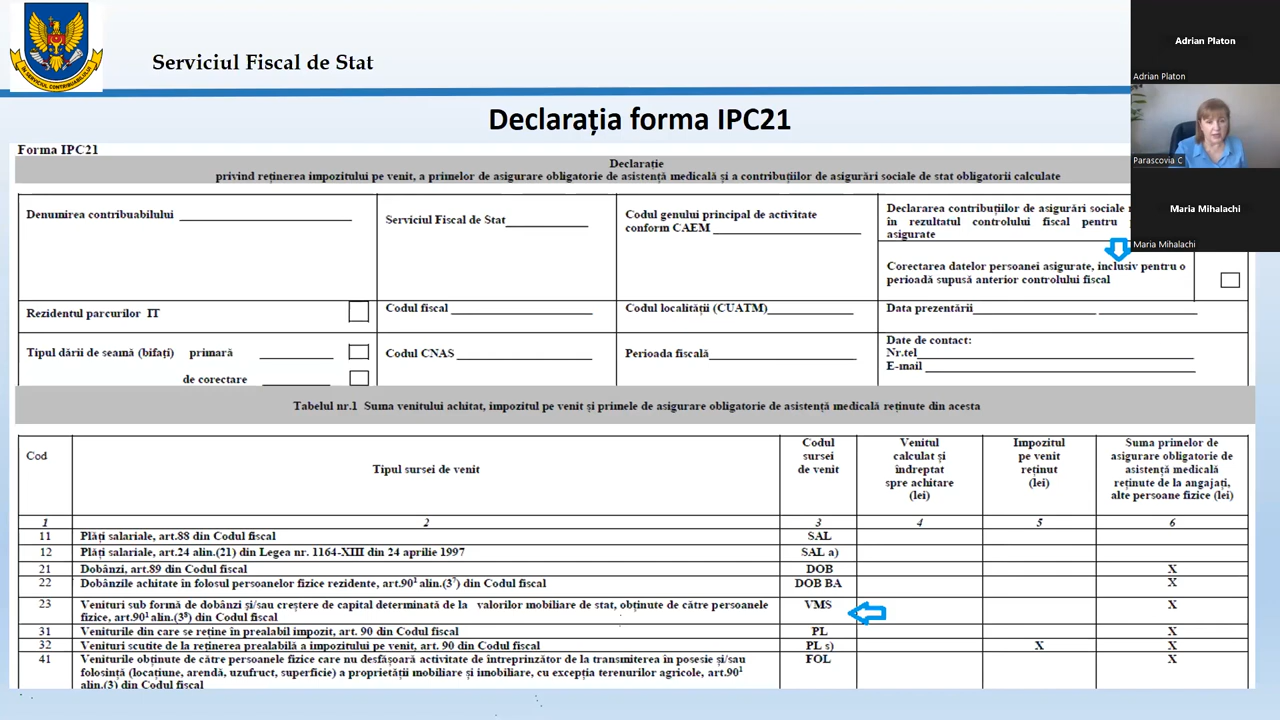 ÎN SERVICIUL CONTRIBUABILULUI
Serviciul Fiscal de Stat
Adrian Platon
Adrian Platon
Parascovia C
Maria Mihalachi
Maria Mihalachi
Declarația forma IPC21
Forma IPC21
Declarație
privind reținerea impozitului pe venit, a primelor de asigurare obligatorie de asistență medicală și a contribuțiilor de asigurări sociale de stat obligatorii calculate
Denumirea contribuabilului
Serviciul Fiscal de Stat
Codul genului principal de activitate
conform CAEM
Declararea contribuțiilor de asigurări sociale
în rezultatul controlului fiscal pentru
asigurate
Corectarea datelor persoanei asigurate, inclusiv pentru o
perioadă supusă anterior controlului fiscal
Rezidentul parcurilor IT
Codul fiscal
Codul localității (CUATM)
Data prezentării
Tipul dării de seamă (bifați) primară
de corectare
Codul CNAS
Perioada fiscală
Date de contact:
Nr.tel
E-mail
Tabelul nr.1 Suma venitului achitat, impozitul pe venit și primele de asigurare obligatorie de asistență medicală reținute din acesta
Cod
Tipul sursei de venit
Codul
sursei
de venit
Venitul
calculat și
îndreptat
spre achitare
(lei)
Impozitul
pe venit
reținut
(lei)
Suma primelor de
asigurare obligatorie de
asistență medicală
reținute de la angajați,
alte persoane fizice (lei)
1 2 3 4 5 6
11 Plăți salariale, art.88 din Codul fiscal SAL
12 Plăți salariale, art.24 alin.(21) din Legea nr. 1164-XIII din 24 aprilie 1997 SAL a)
21 Dobânzi, art.89 din Codul fiscal DOB X
22 Dobânzile achitate în folosul persoanelor fizice rezidente, art.90¹ alin.(3⁷) din Codul fiscal DOB BA X
23 Venituri sub formă de dobânzi și/sau creștere de capital determinată de la valorilor mobiliare de stat, obținute de către persoanele VMS X
fizice, art.90¹ alin.(3⁸) din Codul fiscal
31 Veniturile din care se reține în prealabil impozit, art. 90 din Codul fiscal PL X
32 Venituri scutite de la reținerea prealabilă a impozitului pe venit, art. 90 din Codul fiscal PL s) X X
41 Veniturile obținute de către persoanele fizice care nu desfășoară activitate de întreprinzător de la transmiterea în posesie și/sau FOL X
folosință (locațiune, arendă, uzufruct, superficie) a proprietății mobiliare și imobiliare, cu excepția terenurilor agricole, art.90¹
alin.(3) din Codul fiscal